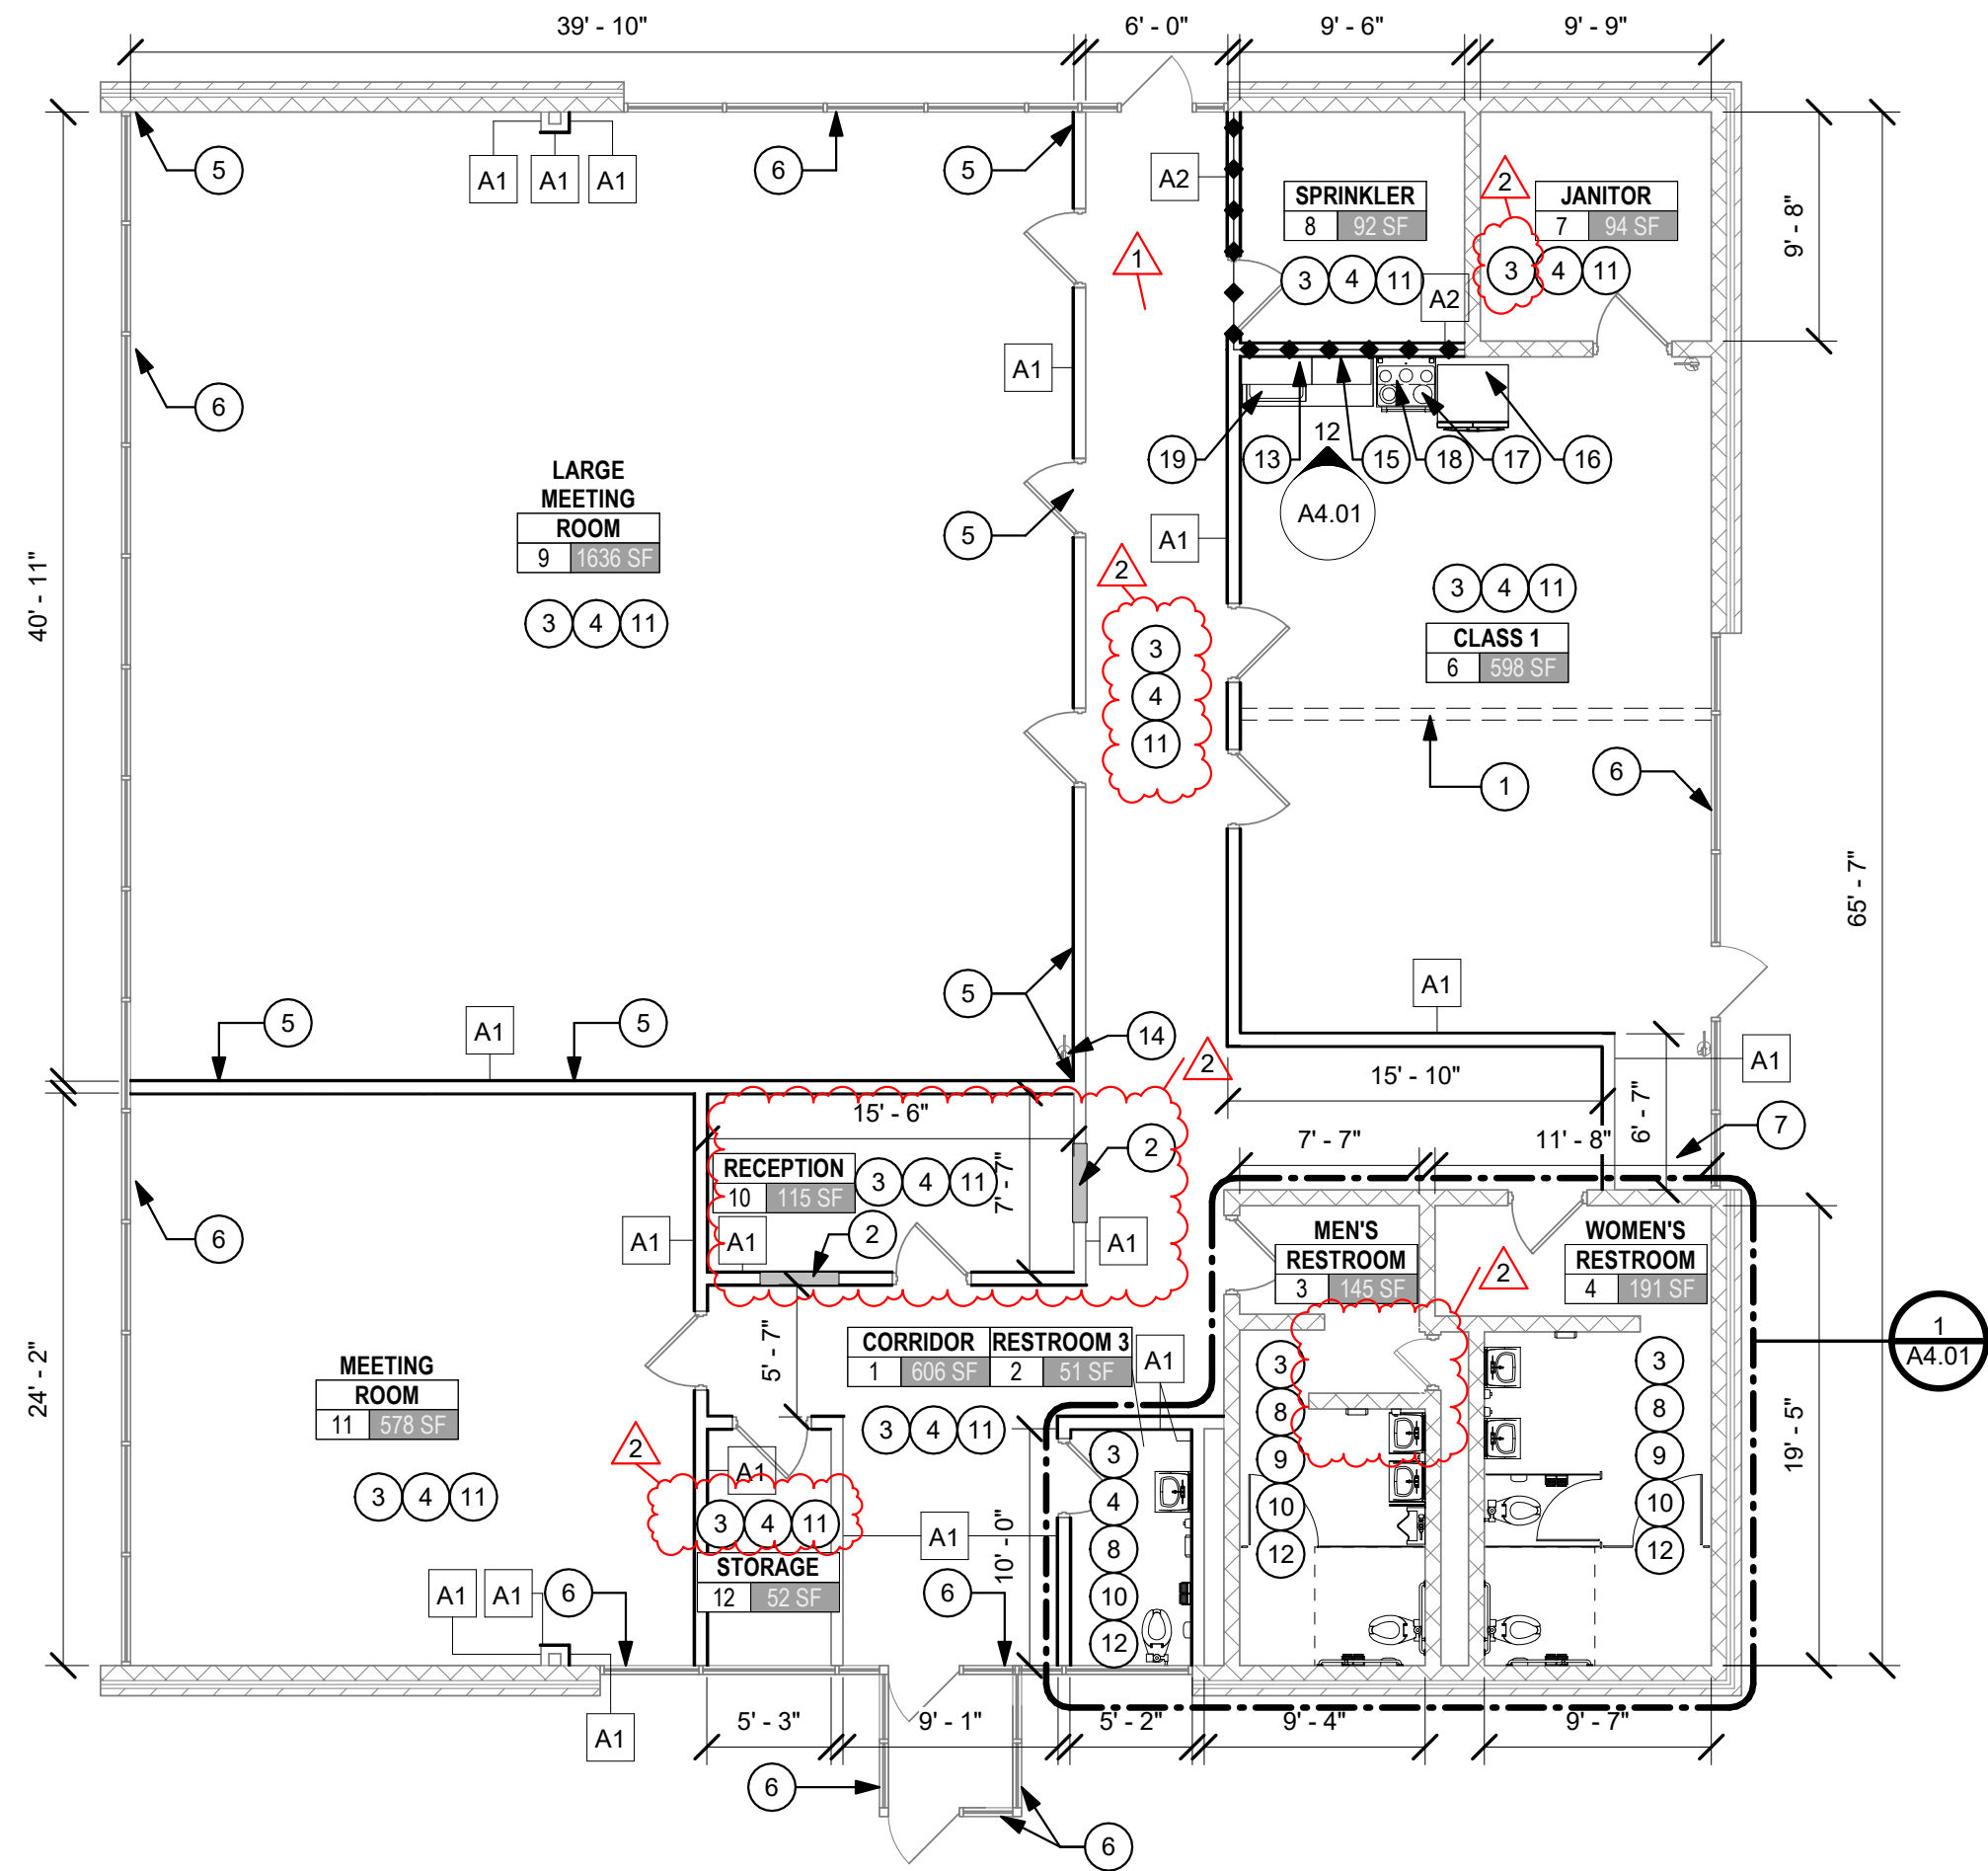 39' - 10"
6' - 0"
9' - 6"
9' - 9"
5
A1
A1
A1
6
5
A2
SPRINKLER
8 92 SF
2
JANITOR
7 94 SF
9' - 8"
1
3 4 11
A2
3 4 11
6
A1
19
13
12
A4.01
15
18
17
16
LARGE
MEETING
ROOM
9 1636 SF
3 4 11
5
A1
40' - 11"
2
3
4
11
3 4 11
CLASS 1
6 598 SF
1
6
65' - 7"
5
A1
5
5
14
A1
A1
2
15' - 10"
6' - 7"
7
15' - 6"
7' - 7"
11' - 8"
2
RECEPTION
10 115 SF
3 4 11
7' - 7"
6
A1
A1
2
A1
MEN'S
RESTROOM
3 145 SF
2
WOMEN'S
RESTROOM
4 191 SF
1
A4.01
24' - 2"
MEETING
ROOM
11 578 SF
3 4 11
5' - 7"
CORRIDOR
1 606 SF
RESTROOM 3
2 51 SF
A1
3 4 11
3
8
9
10
12
3
8
9
10
12
19' - 5"
2
A1
3 4 11
STORAGE
12 52 SF
A1
10' - 0"
3
4
8
10
12
A1
A1
6
6
A1
5' - 3"
9' - 1"
5' - 2"
9' - 4"
9' - 7"
6
6